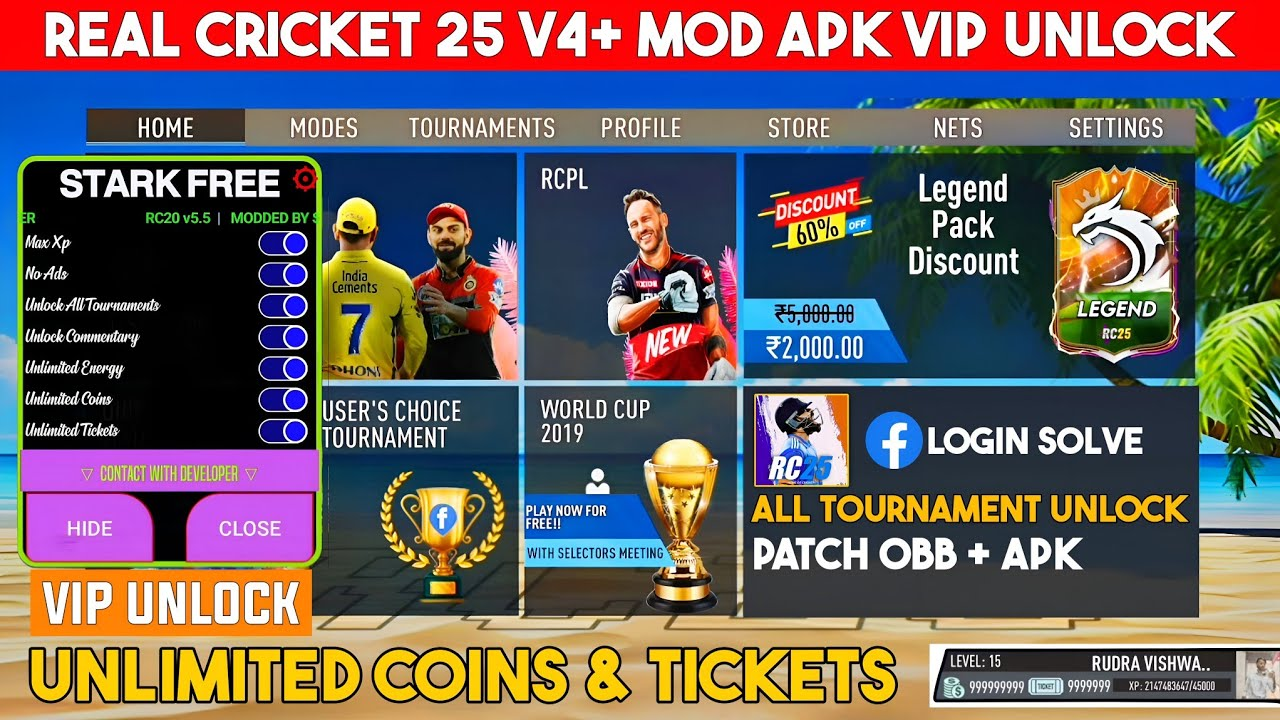 REAL CRICKET 25 V4+ MOD APK VIP UNLOCK
HOME MODES TOURNAMENTS PROFILE STORE NETS SETTINGS
STARK FREE
ER RC20 v5.5 | MODDED BY S
Max Xp
No Ads
Unlock All Tournaments
Unlock Commentary
Unlimited Energy
Unlimited Coins
Unlimited Tickets
▽ CONTACT WITH DEVELOPER ▽
HIDE CLOSE
India
Cements
7
DHONI
RCPL
NEW
DISCOUNT
60% OFF
Legend
Pack
Discount
₹5,000.00
₹2,000.00
LEGEND
RC25
USER'S CHOICE
TOURNAMENT
f
WORLD CUP
2019
PLAY NOW FOR
FREE!!
WITH SELECTORS MEETING
RC25
f LOGIN SOLVE
ALL TOURNAMENT UNLOCK
PATCH OBB + APK
VIP UNLOCK
UNLIMITED COINS & TICKETS
LEVEL: 15 RUDRA VISHWA..
999999999 TICKET 9999999 XP: 2147483647/45000